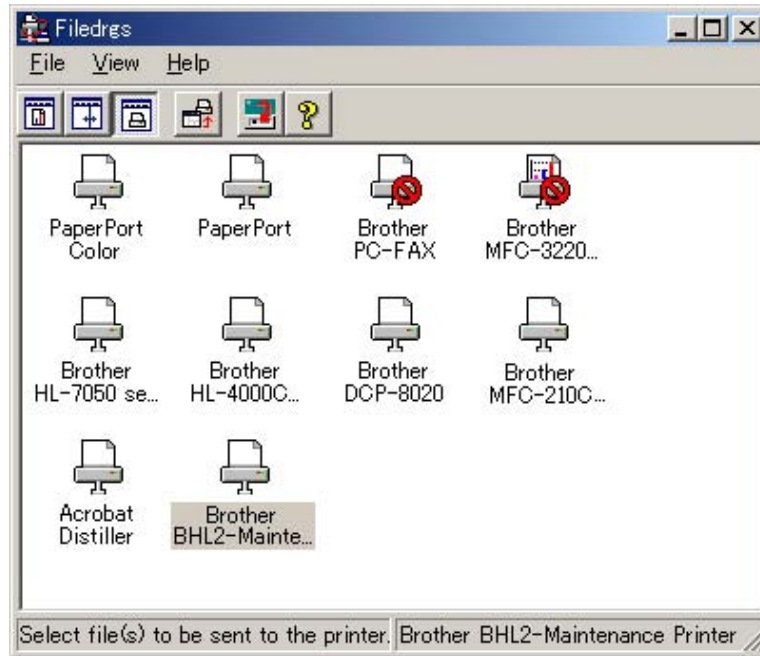 Filedrgs
File View Help
PaperPort
Color
PaperPort
Brother
PC-FAX
Brother
MFC-3220...
Brother
HL-7050 se...
Brother
HL-4000C...
Brother
DCP-8020
Brother
MFC-210C...
Acrobat
Distiller
Brother
BHL2-Mainte...
Select file(s) to be sent to the printer. Brother BHL2-Maintenance Printer